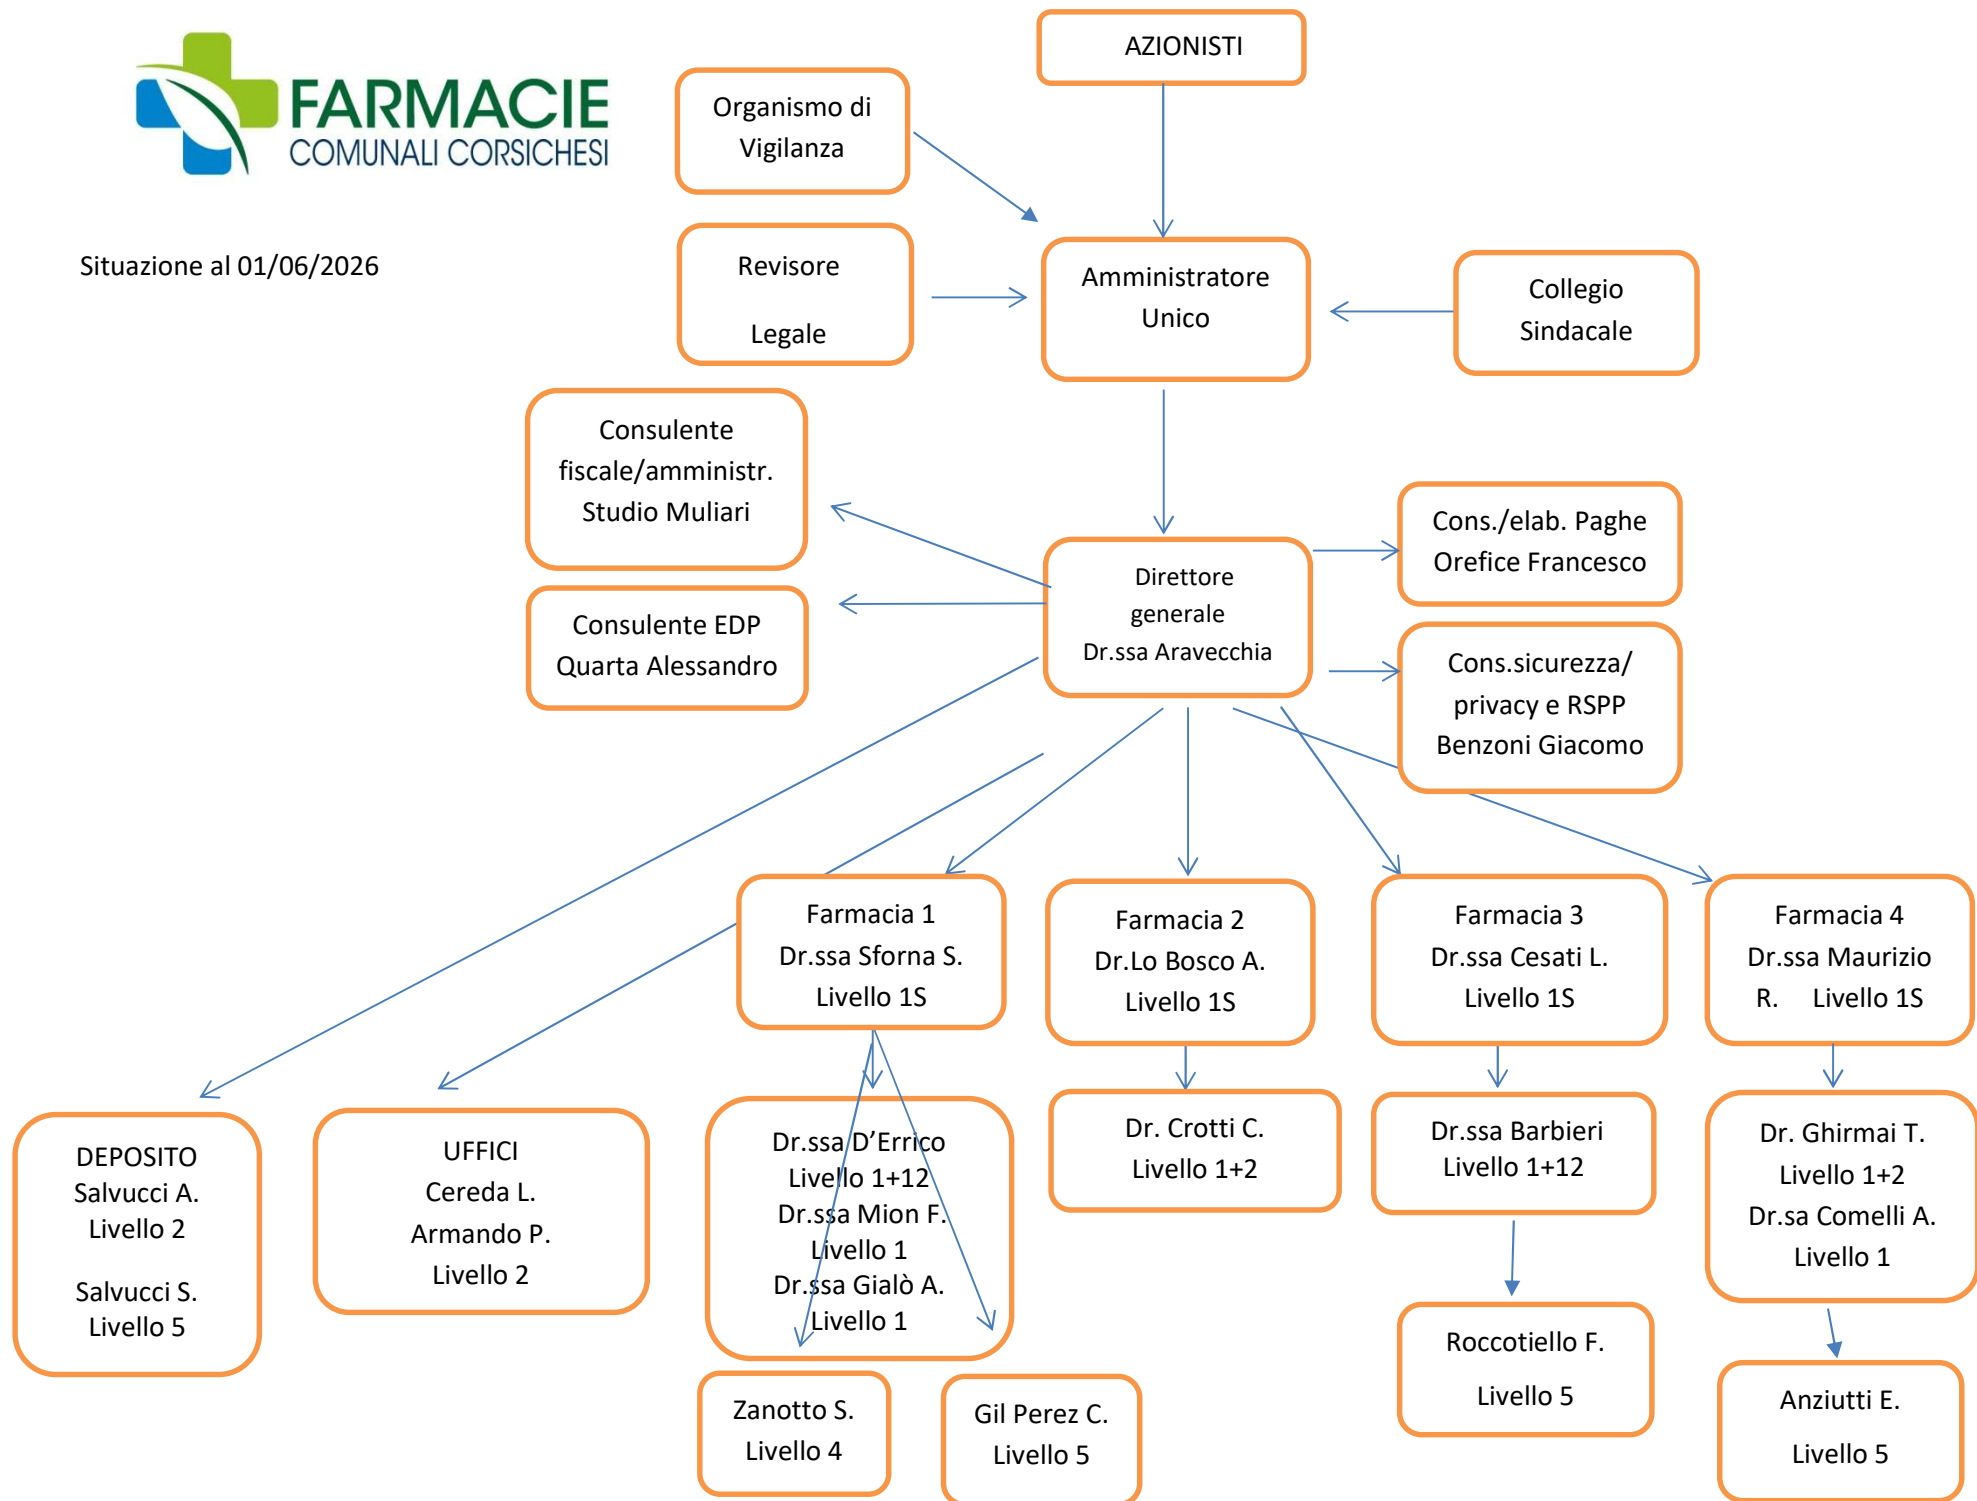 FARMACIE
COMUNALI CORSICHESI
Situazione al 01/06/2026
AZIONISTI
Organismo di
Vigilanza
Revisore
Legale
Amministratore
Unico
Collegio
Sindacale
Consulente
fiscale/amministr.
Studio Muliari
Consulente EDP
Quarta Alessandro
Direttore
generale
Dr.ssa Aravecchia
Cons./elab. Paghe
Orefice Francesco
Cons.sicurezza/
privacy e RSPP
Benzoni Giacomo
Farmacia 1
Dr.ssa Sforna S.
Livello 1S
Farmacia 2
Dr.Lo Bosco A.
Livello 1S
Farmacia 3
Dr.ssa Cesati L.
Livello 1S
Farmacia 4
Dr.ssa Maurizio
R. Livello 1S
DEPOSITO
Salvucci A.
Livello 2
Salvucci S.
Livello 5
UFFICI
Cereda L.
Armando P.
Livello 2
Dr.ssa D'Errico
Livello 1+12
Dr.ssa Mion F.
Livello 1
Dr.ssa Gialò A.
Livello 1
Dr. Crotti C.
Livello 1+2
Dr.ssa Barbieri
Livello 1+12
Dr. Ghirmai T.
Livello 1+2
Dr.sa Comelli A.
Livello 1
Zanotto S.
Livello 4
Gil Perez C.
Livello 5
Roccotiello F.
Livello 5
Anziutti E.
Livello 5